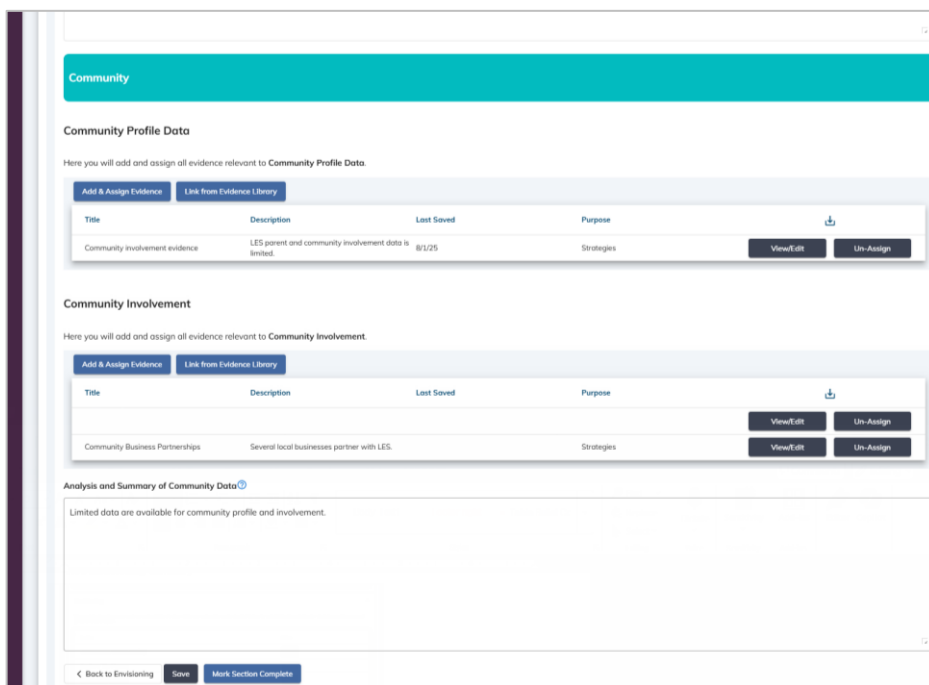 Community
Community Profile Data
Here you will add and assign all evidence relevant to Community Profile Data.
Add & Assign Evidence Link from Evidence Library
Title Description Last Saved Purpose
Community involvement evidence LES parent and community involvement data is limited. 8/1/25 Strategies View/Edit Un-Assign
Community Involvement
Here you will add and assign all evidence relevant to Community Involvement.
Add & Assign Evidence Link from Evidence Library
Title Description Last Saved Purpose
View/Edit Un-Assign
Community Business Partnerships Several local businesses partner with LES. Strategies View/Edit Un-Assign
Analysis and Summary of Community Data
Limited data are available for community profile and involvement.
Back to Envisioning Save Mark Section Complete